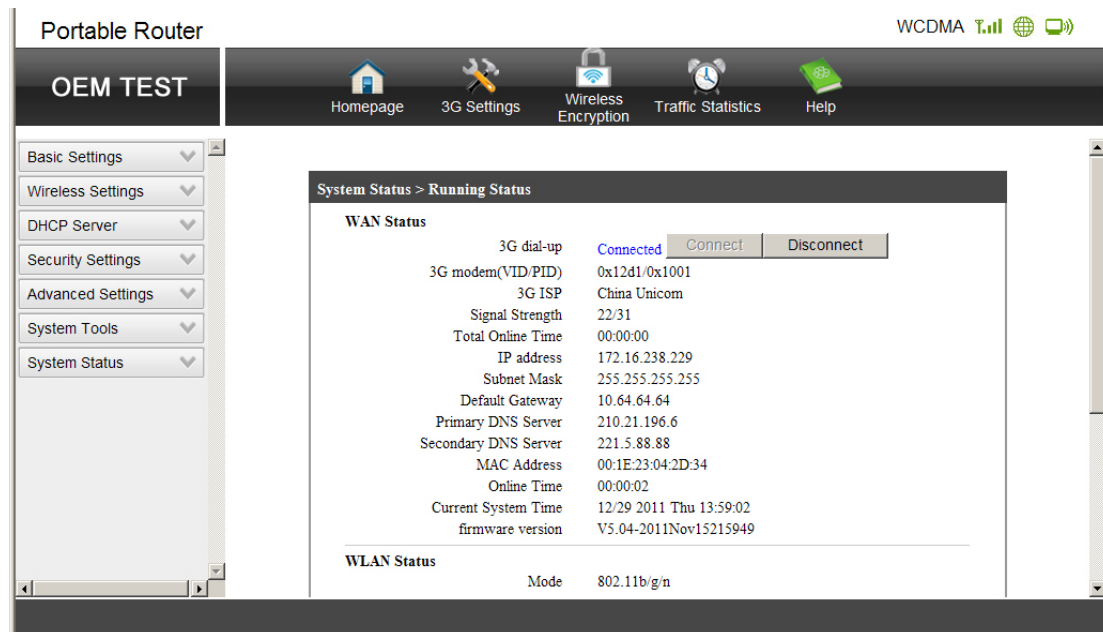 Portable Router
WCDMA
OEM TEST
Homepage
3G Settings
Wireless
Encryption
Traffic Statistics
Help
Basic Settings
Wireless Settings
DHCP Server
Security Settings
Advanced Settings
System Tools
System Status
System Status > Running Status
WAN Status
3G dial-up Connected Connect Disconnect
3G modem(VID/PID) 0x12d1/0x1001
3G ISP China Unicom
Signal Strength 22/31
Total Online Time 00:00:00
IP address 172.16.238.229
Subnet Mask 255.255.255.255
Default Gateway 10.64.64.64
Primary DNS Server 210.21.196.6
Secondary DNS Server 221.5.88.88
MAC Address 00:1E:23:04:2D:34
Online Time 00:00:02
Current System Time 12/29 2011 Thu 13:59:02
firmware version V5.04-2011Nov15215949
WLAN Status
Mode 802.11b/g/n